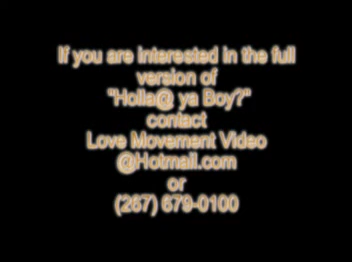 If you are interested in the full
version of
"Holla@ ya Boy?"
contact
Love Movement Video
@Hotmail.com
or
(267) 679-0100